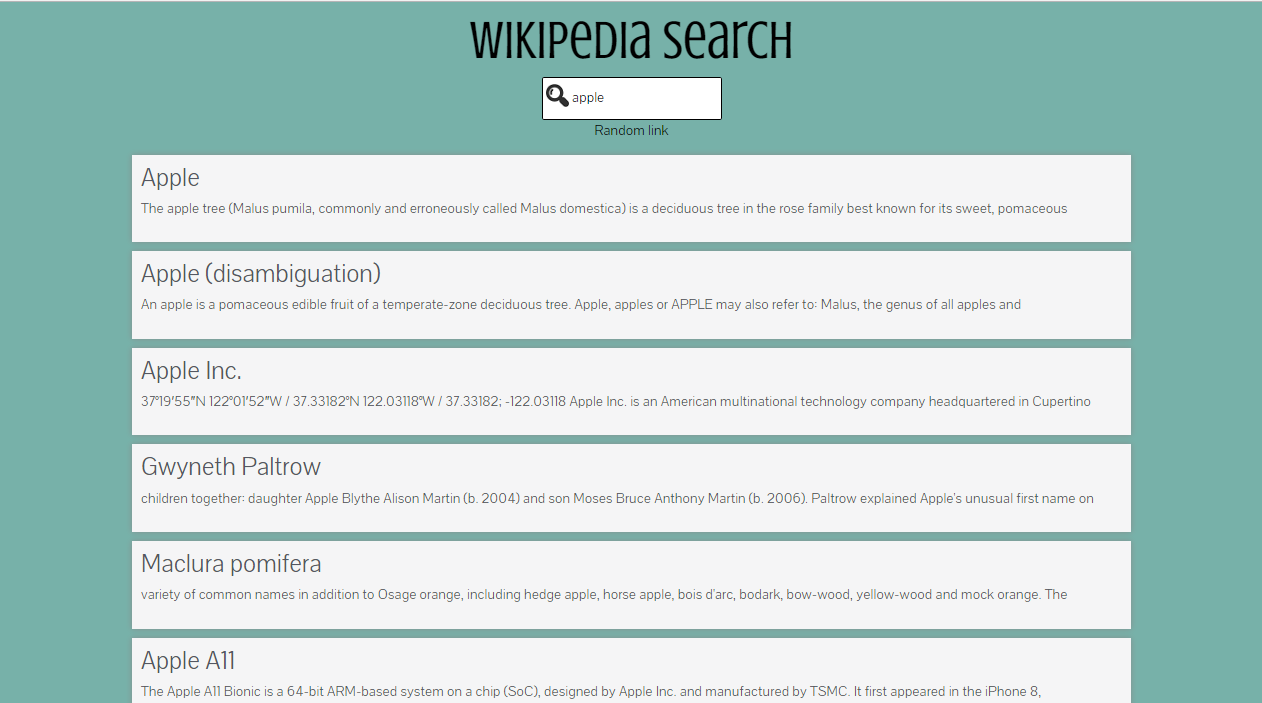 WIKIPeDIa SearCH
apple
Random link
Apple
The apple tree (Malus pumila, commonly and erroneously called Malus domestica) is a deciduous tree in the rose family best known for its sweet, pomaceous
Apple (disambiguation)
An apple is a pomaceous edible fruit of a temperate-zone deciduous tree. Apple, apples or APPLE may also refer to: Malus, the genus of all apples and
Apple Inc.
37°19′55″N 122°01′52″W / 37.33182°N 122.03118°W / 37.33182; -122.03118 Apple Inc. is an American multinational technology company headquartered in Cupertino
Gwyneth Paltrow
children together: daughter Apple Blythe Alison Martin (b. 2004) and son Moses Bruce Anthony Martin (b. 2006). Paltrow explained Apple's unusual first name on
Maclura pomifera
variety of common names in addition to Osage orange, including hedge apple, horse apple, bois d'arc, bodark, bow-wood, yellow-wood and mock orange. The
Apple A11
The Apple A11 Bionic is a 64-bit ARM-based system on a chip (SoC), designed by Apple Inc. and manufactured by TSMC. It first appeared in the iPhone 8,